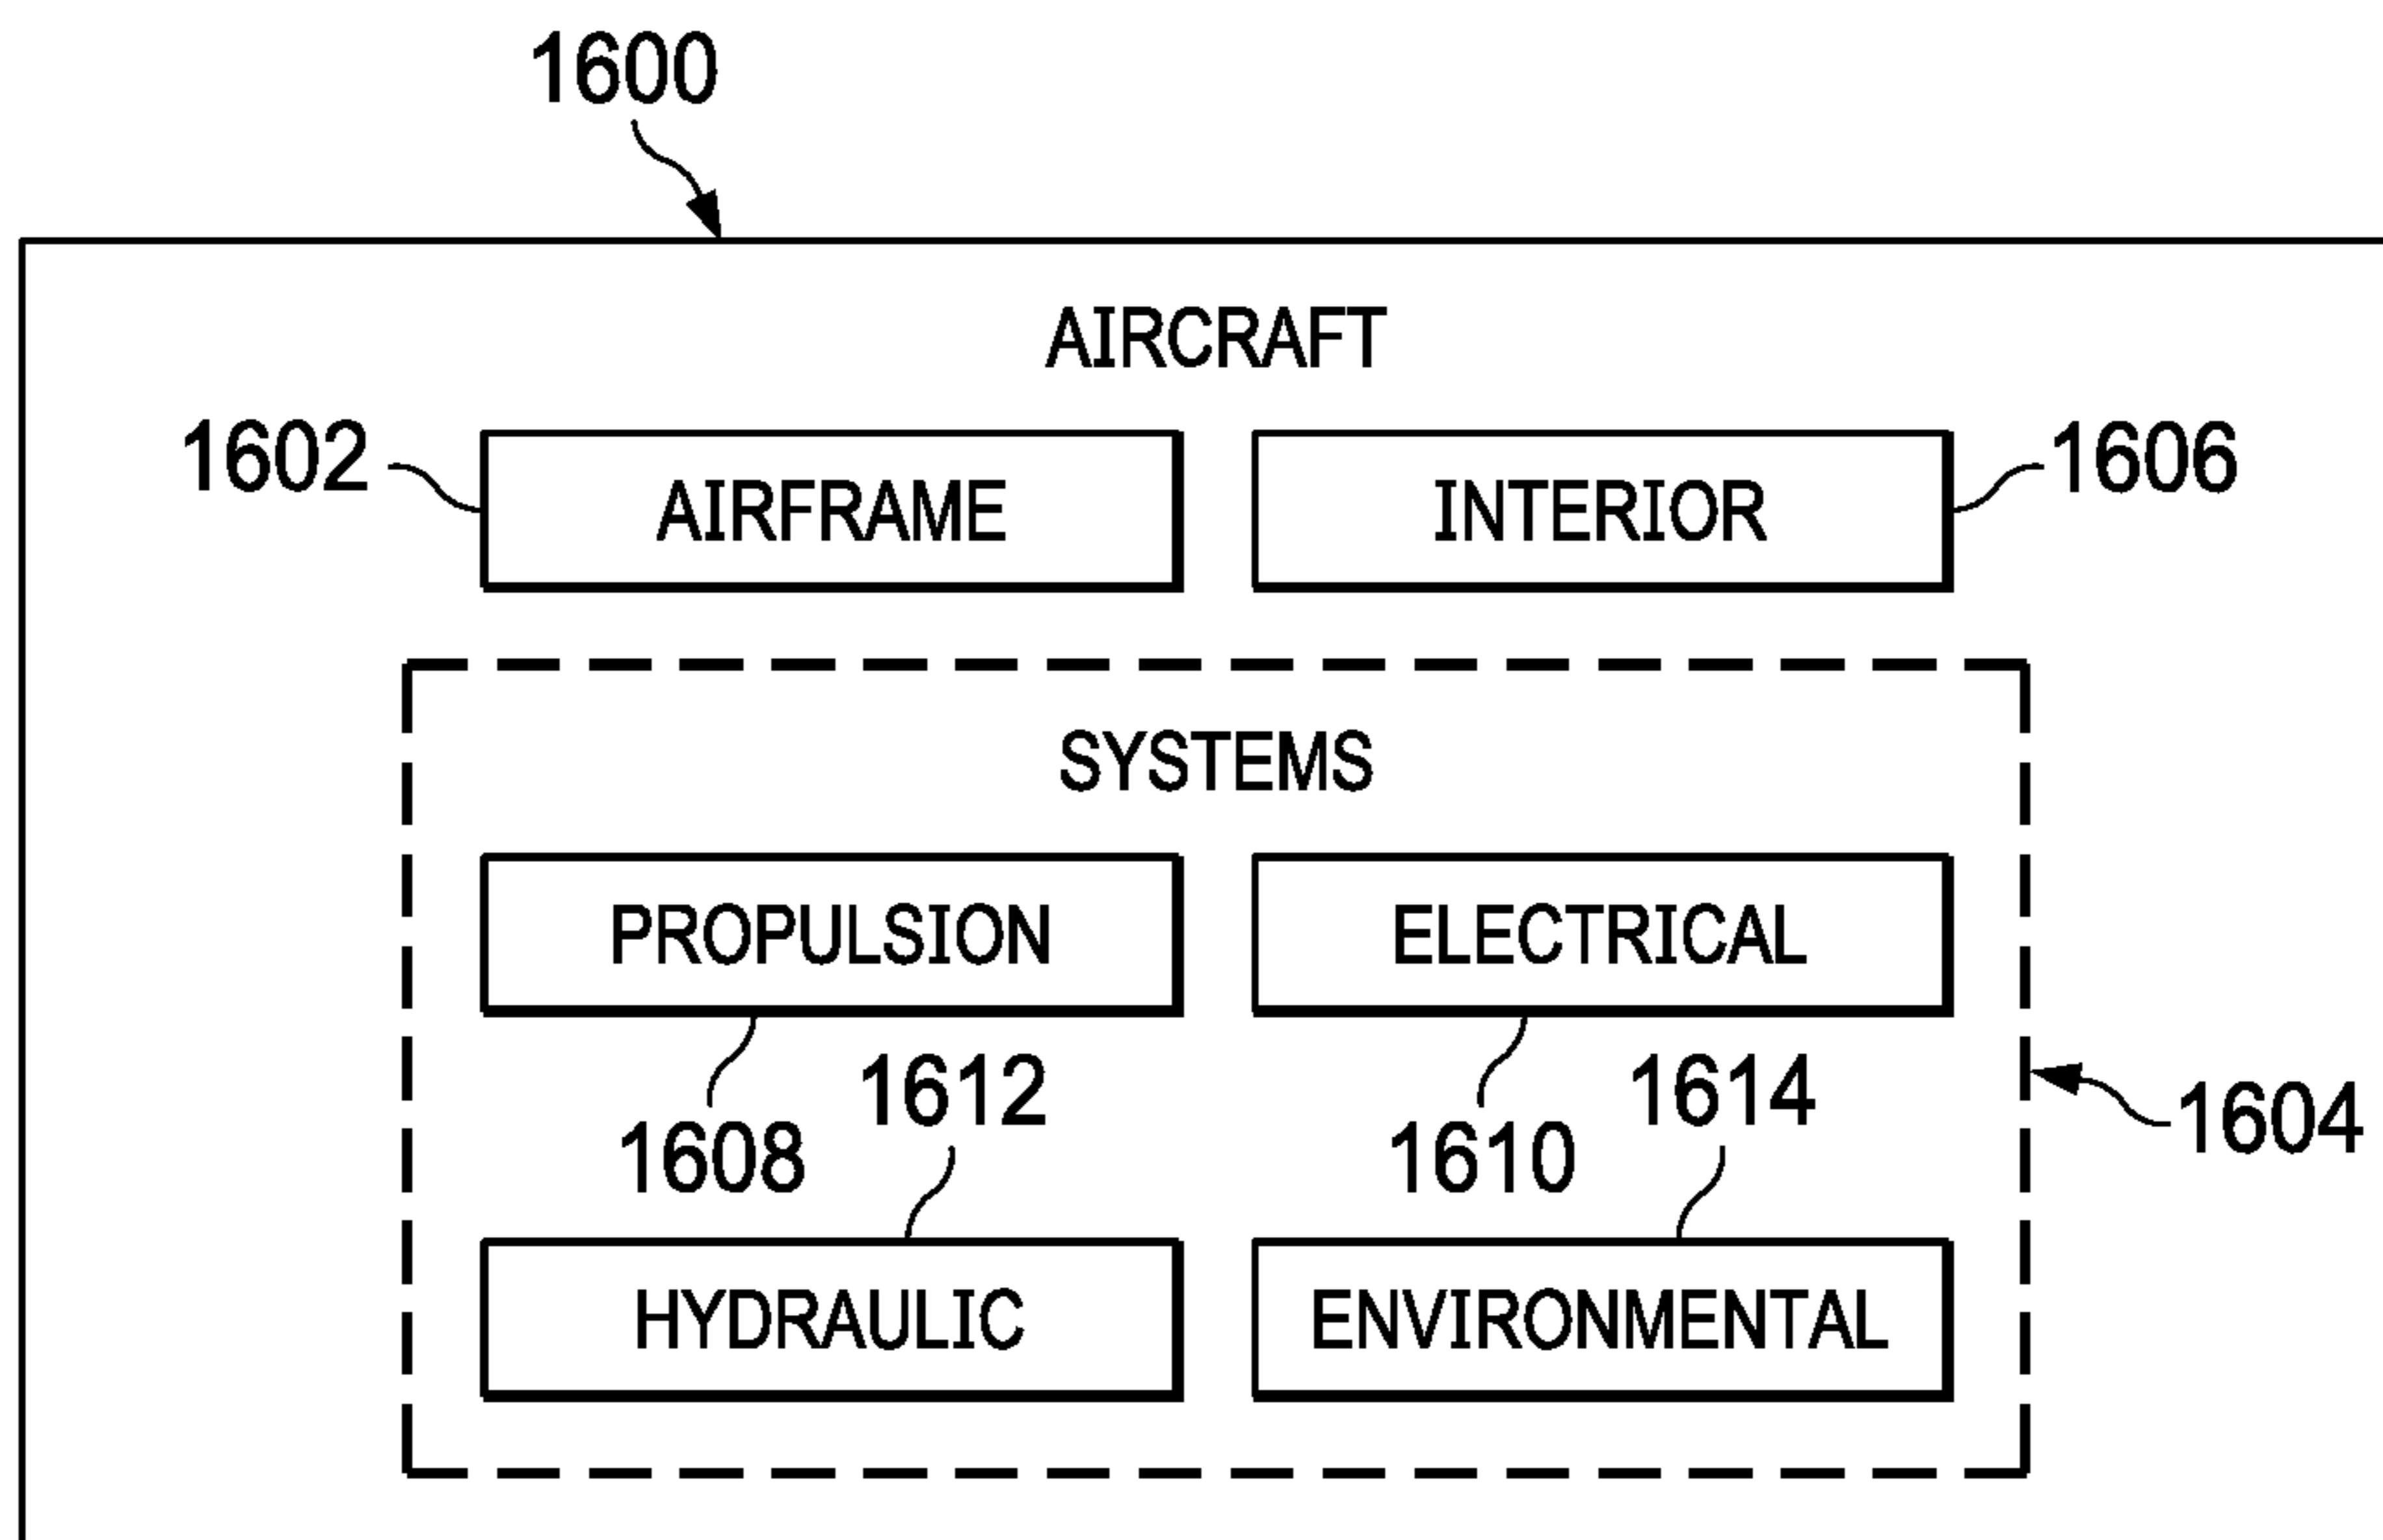 1600
AIRCRAFT
1602 AIRFRAME INTERIOR 1606
SYSTEMS
PROPULSION ELECTRICAL
1612 1614
1608 1610 1604
HYDRAULIC ENVIRONMENTAL